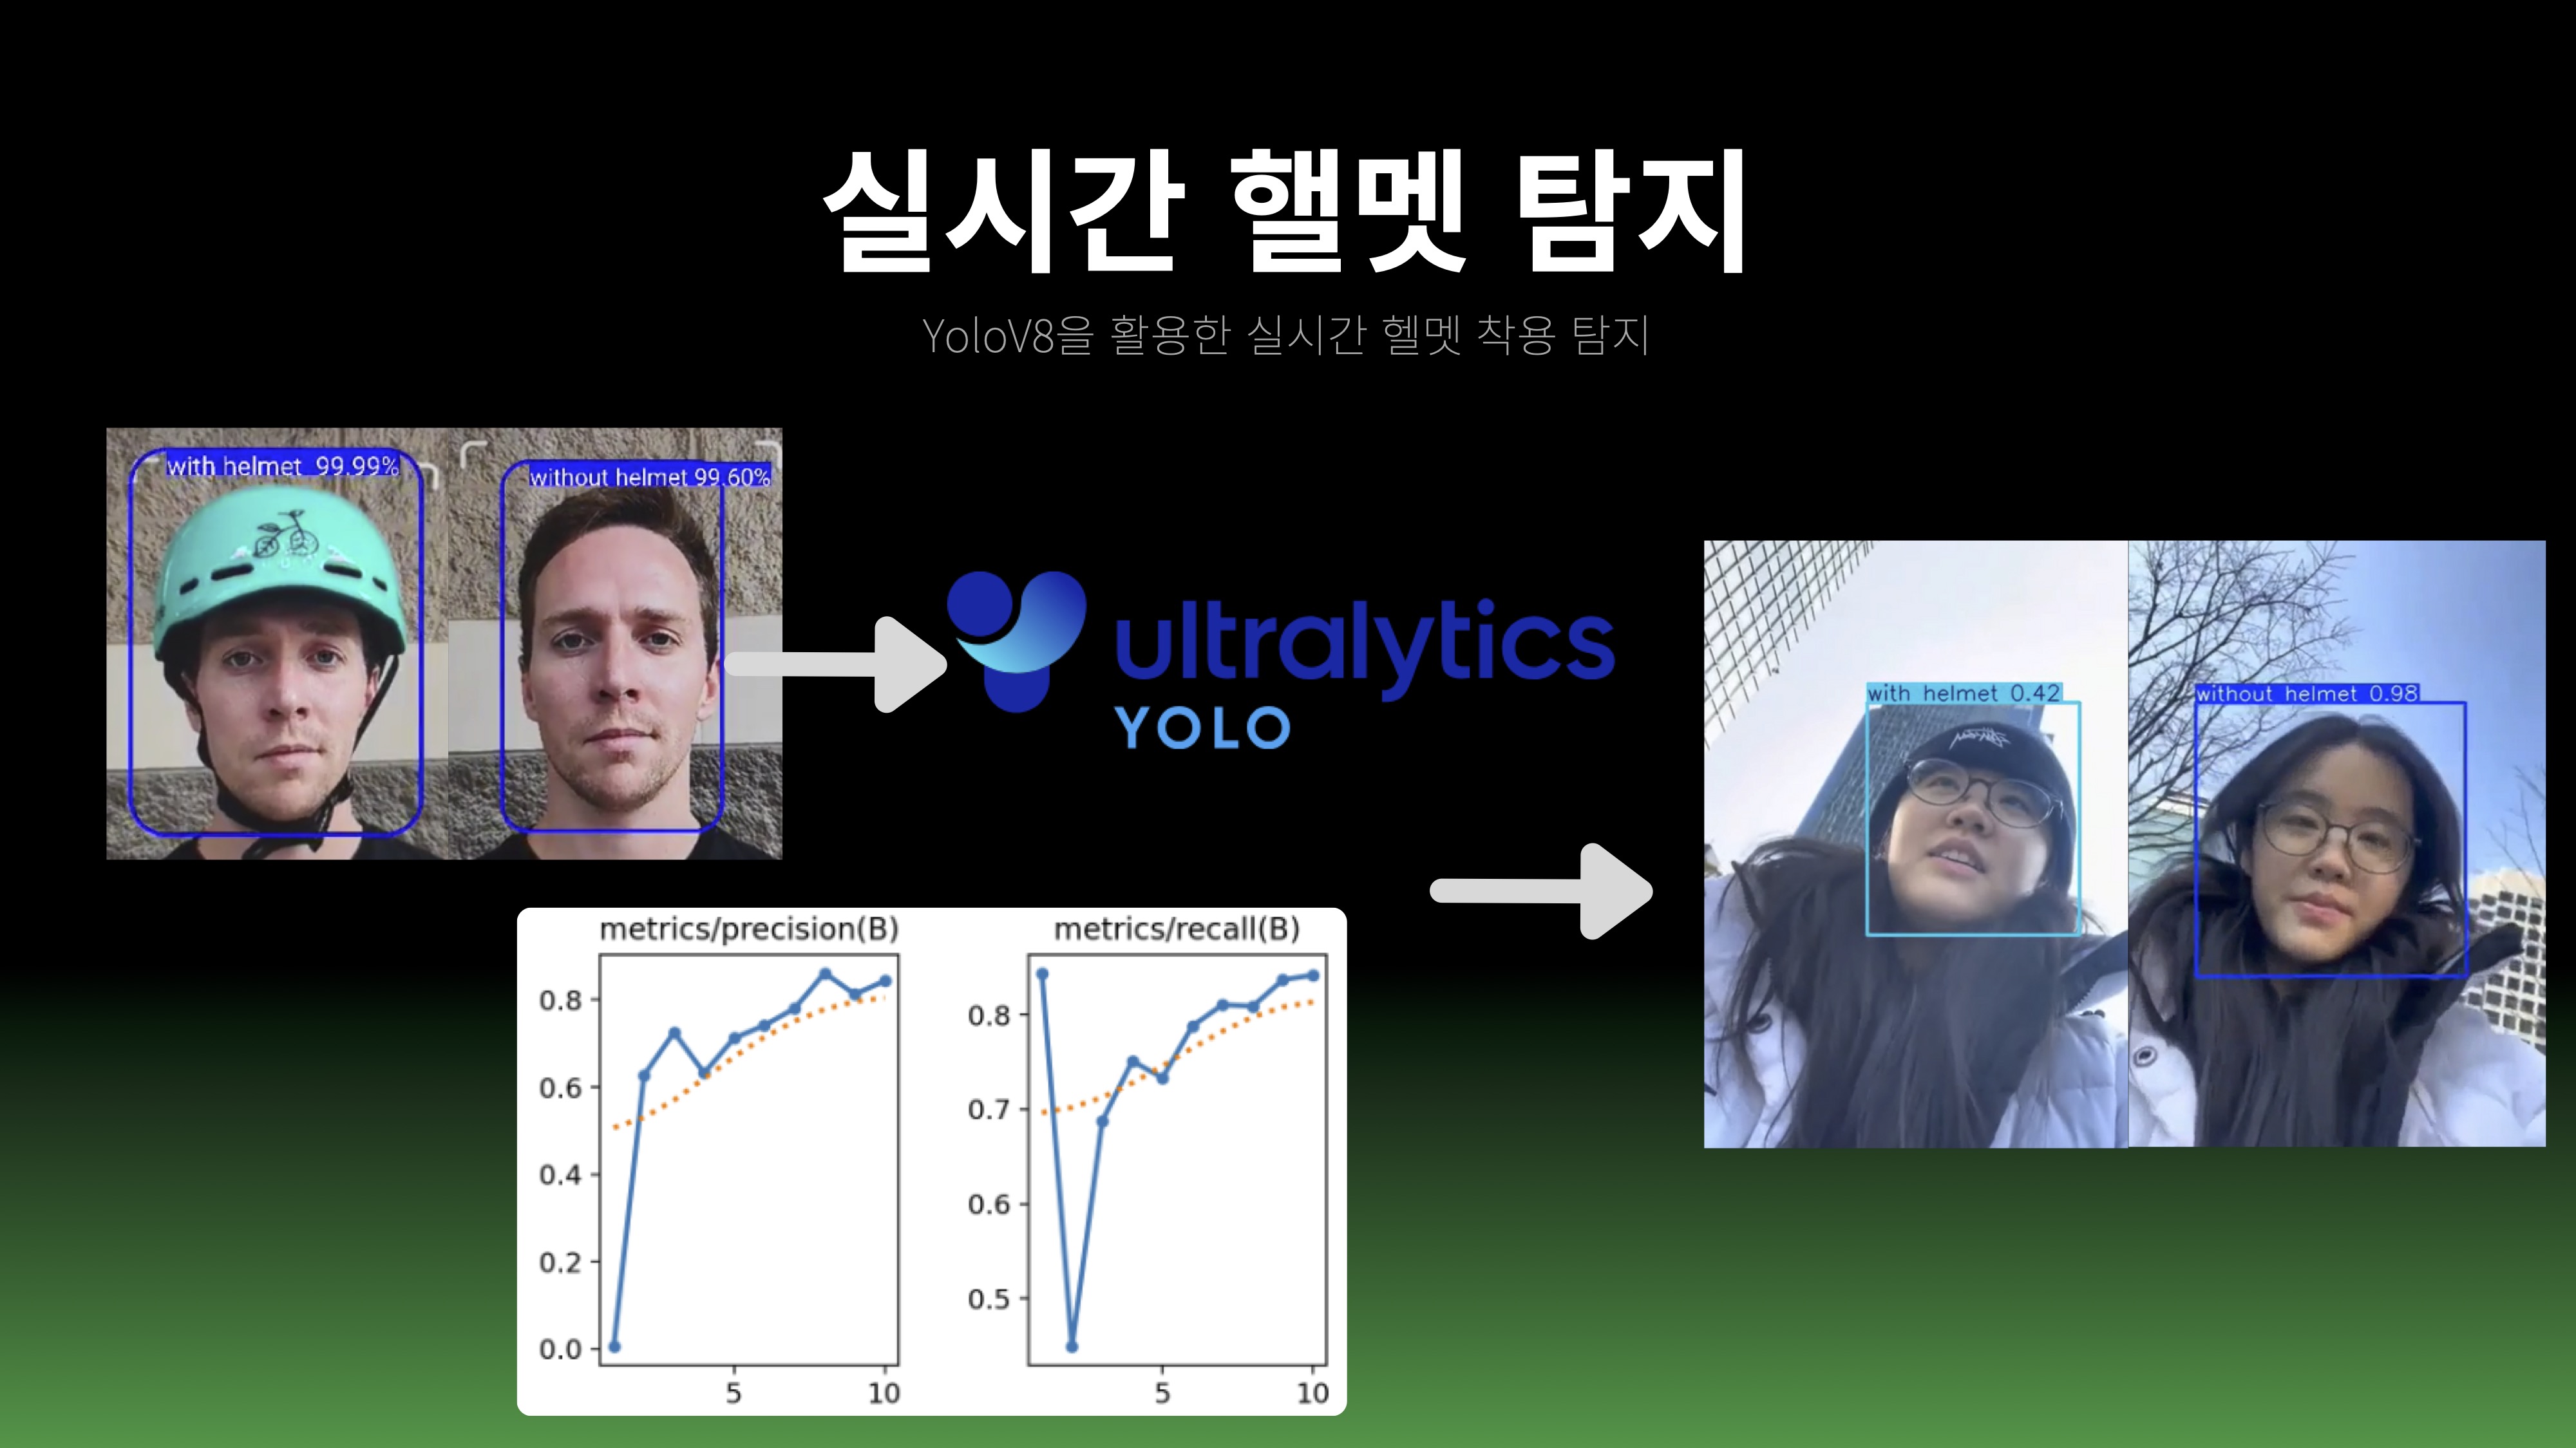 실시간 핼멧 탐지
YoloV8을 활용한 실시간 헬멧 착용 탐지
with helmet 99.99%
without helmet 99.60%
ultralytics
YOLO
with helmet 0.42
without helmet 0.98
metrics/precision(B)
0.8
0.6
0.4
0.2
0.0
5 10
metrics/recall(B)
0.8
0.7
0.6
0.5
5 10